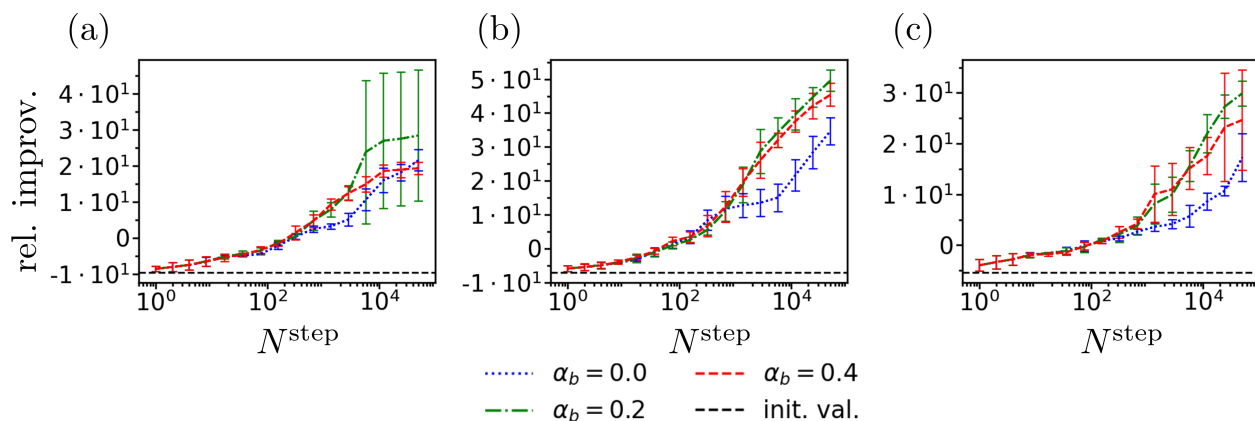 (a)
(b)
(c)
rel. improv.
4 · 10¹
3 · 10¹
2 · 10¹
1 · 10¹
0
-1 · 10¹
10⁰ 10² 10⁴
N^step
5 · 10¹
4 · 10¹
3 · 10¹
2 · 10¹
1 · 10¹
0
-1 · 10¹
10⁰ 10² 10⁴
N^step
3 · 10¹
2 · 10¹
1 · 10¹
0
10⁰ 10² 10⁴
N^step
α_b = 0.0
α_b = 0.2
α_b = 0.4
init. val.